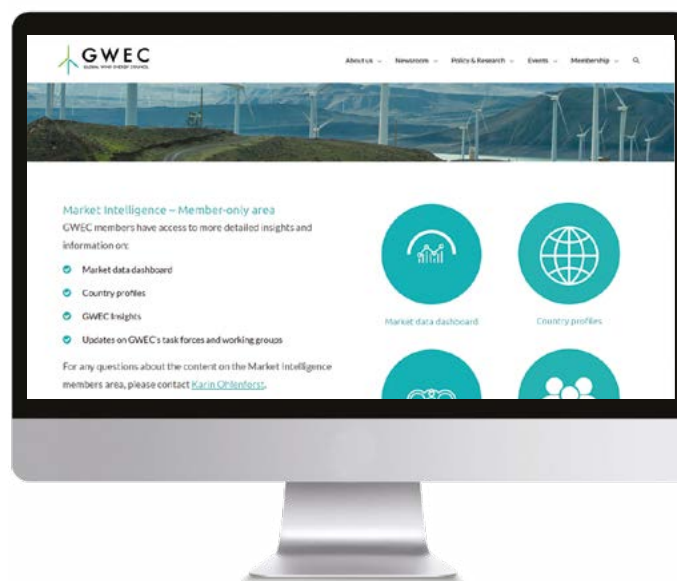 GWEC
GLOBAL WIND ENERGY COUNCIL
About us
Newsroom
Policy & Research
Events
Membership
Market Intelligence – Member-only area
GWEC members have access to more detailed insights and
information on:
Market data dashboard
Country profiles
GWEC Insights
Updates on GWEC's task forces and working groups
For any questions about the content on the Market Intelligence
members area, please contact Karin Ohlenforst.
Market data dashboard
Country profiles